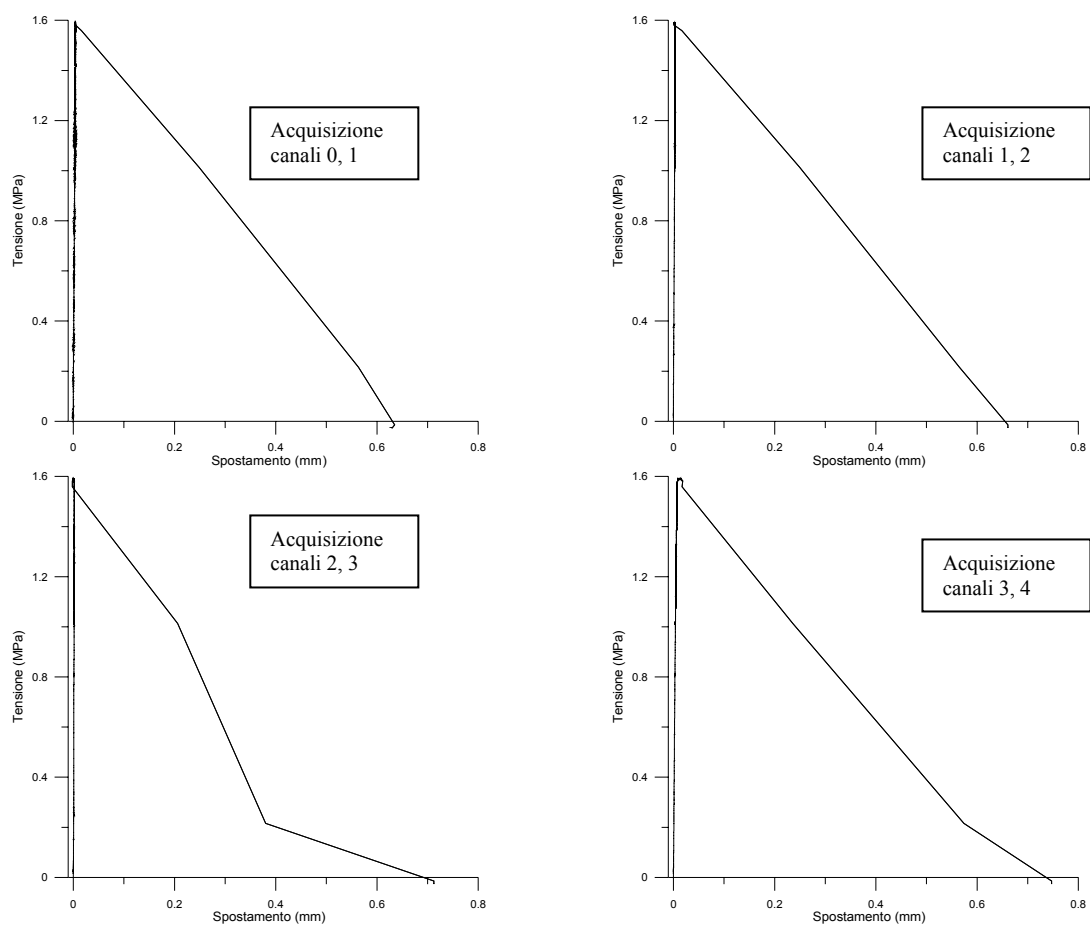 1.6
1.2
0.8
0.4
0
Tensione (MPa)
Acquisizione
canali 0, 1
0 0.2 0.4 0.6 0.8
Spostamento (mm)
1.6
1.2
0.8
0.4
0
Tensione (MPa)
Acquisizione
canali 1, 2
0 0.2 0.4 0.6 0.8
Spostamento (mm)
1.6
1.2
0.8
0.4
0
Tensione (MPa)
Acquisizione
canali 2, 3
0 0.2 0.4 0.6 0.8
Spostamento (mm)
1.6
1.2
0.8
0.4
0
Tensione (MPa)
Acquisizione
canali 3, 4
0 0.2 0.4 0.6 0.8
Spostamento (mm)